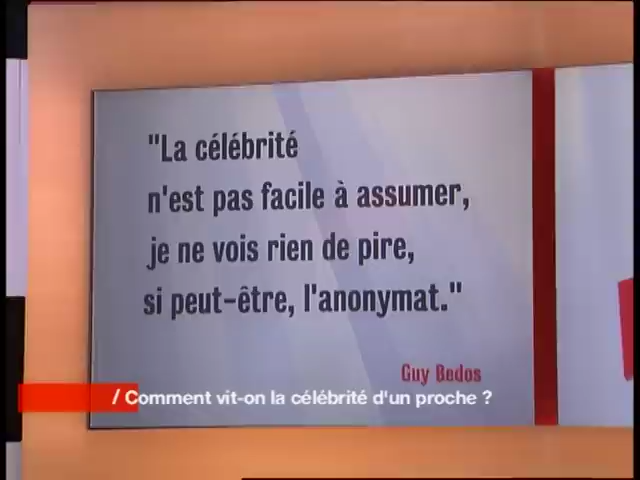 "La célébrité
n'est pas facile à assumer,
je ne vois rien de pire,
si peut-être, l'anonymat."
Guy Bedos
/ Comment vit-on la célébrité d'un proche ?